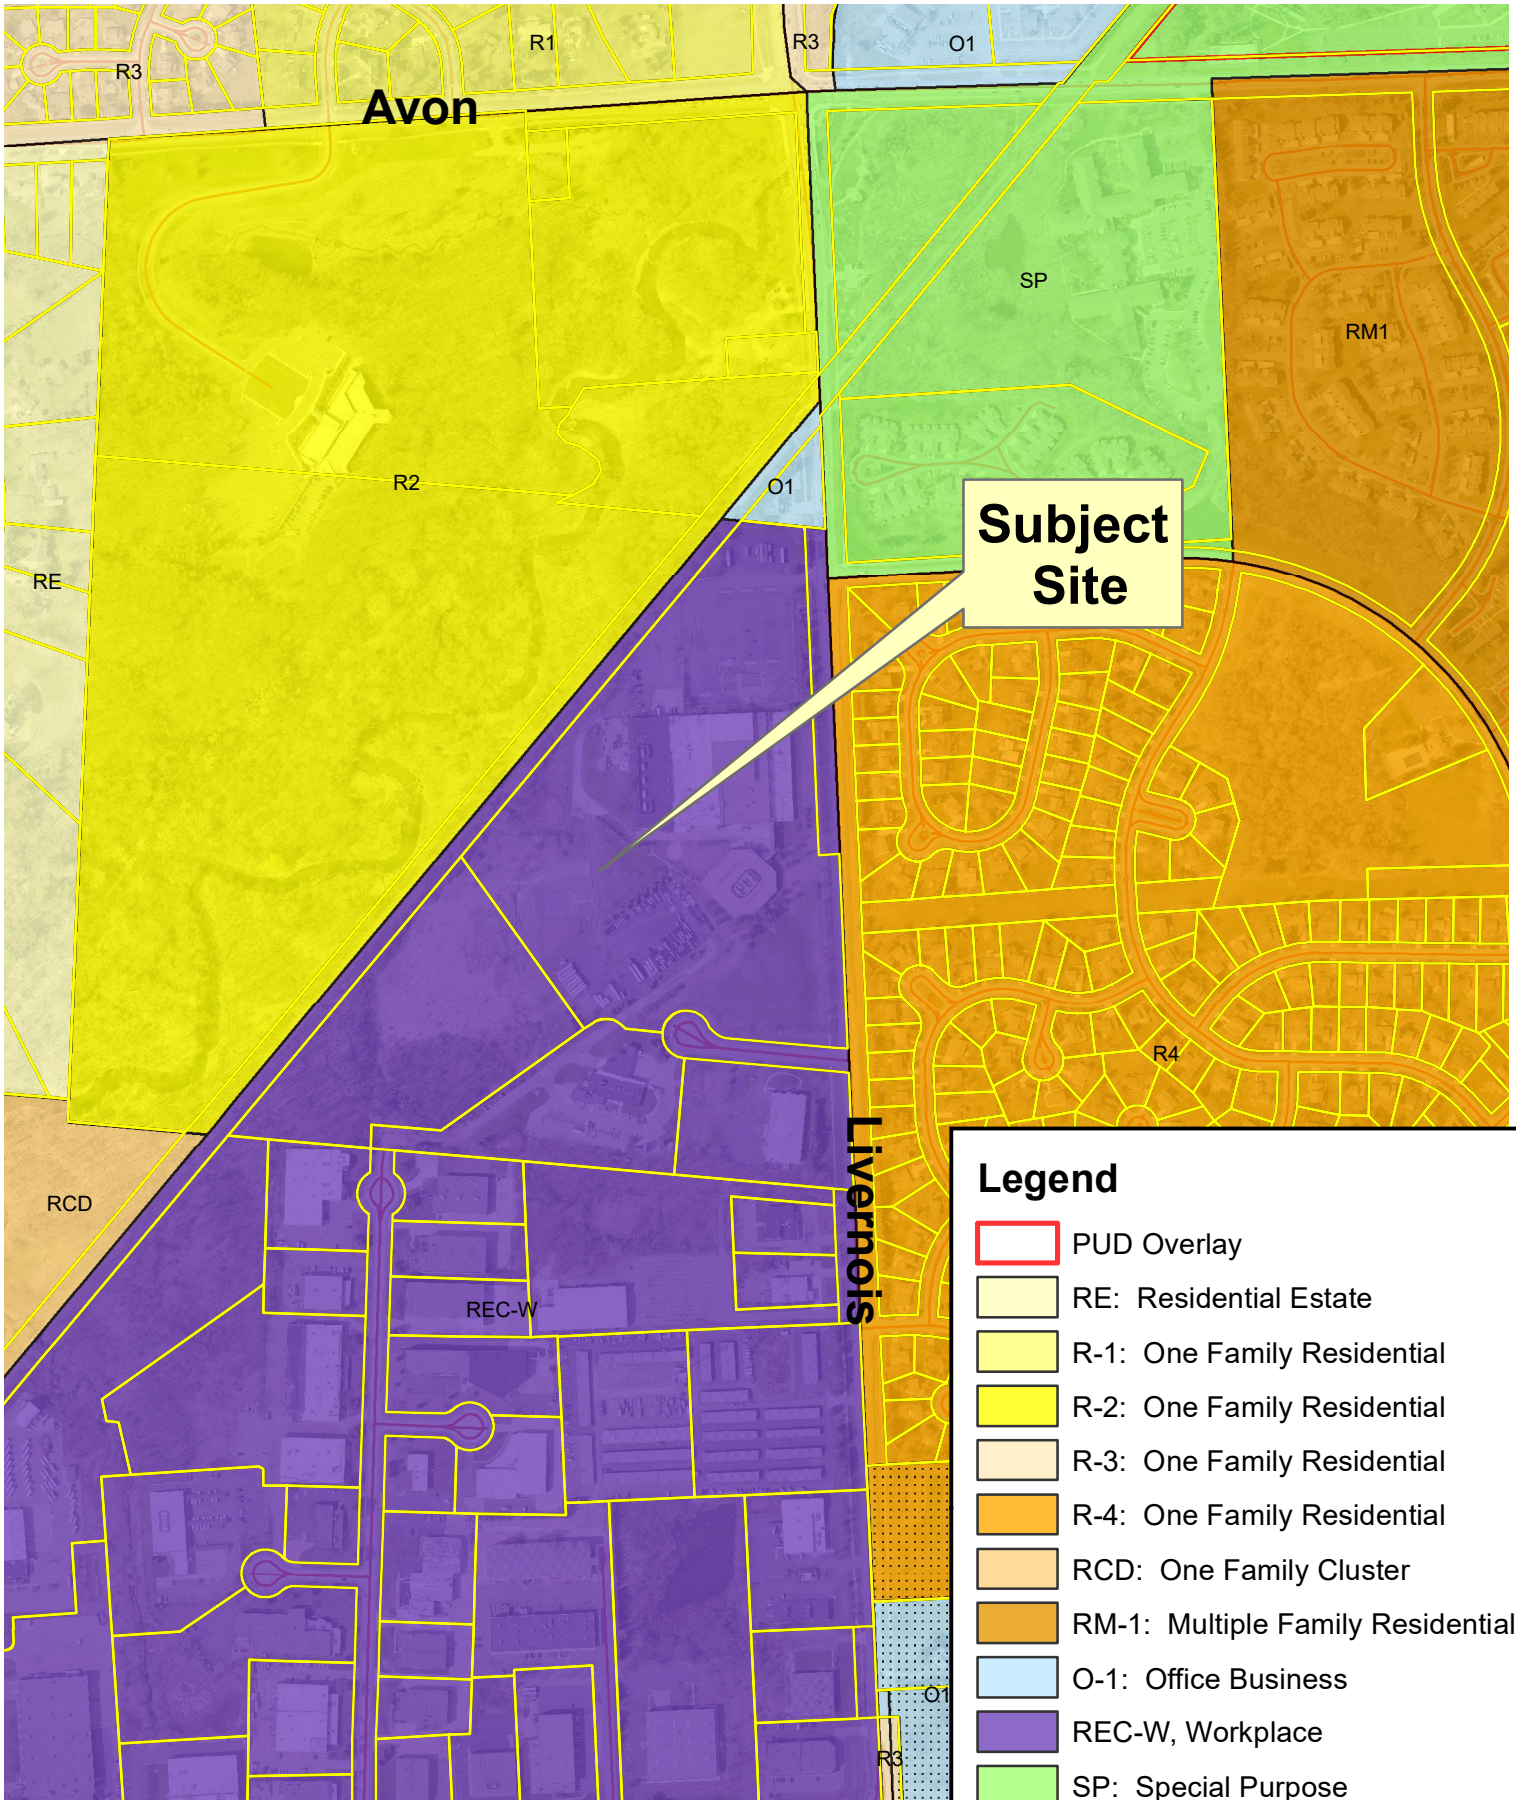 R1
R3
O1
R3
Avon
SP
RM1
R2
O1
Subject
Site
RE
R4
Livernois
RCD
REC-W
O1
R3
Legend
PUD Overlay
RE: Residential Estate
R-1: One Family Residential
R-2: One Family Residential
R-3: One Family Residential
R-4: One Family Residential
RCD: One Family Cluster
RM-1: Multiple Family Residential
O-1: Office Business
REC-W, Workplace
SP: Special Purpose